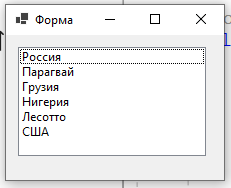 Форма
Россия
Парагвай
Грузия
Нигерия
Лесотто
США